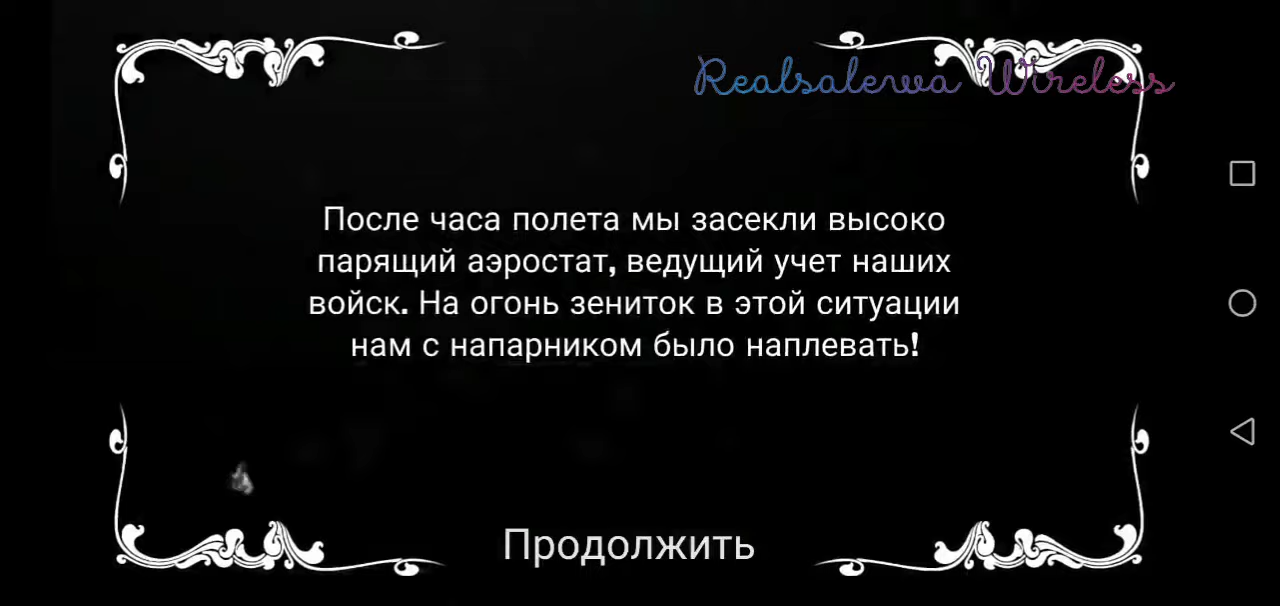 Realsalewa Wireless
После часа полета мы засекли высоко
парящий аэростат, ведущий учет наших
войск. На огонь зениток в этой ситуации
нам с напарником было наплевать!
Продолжить